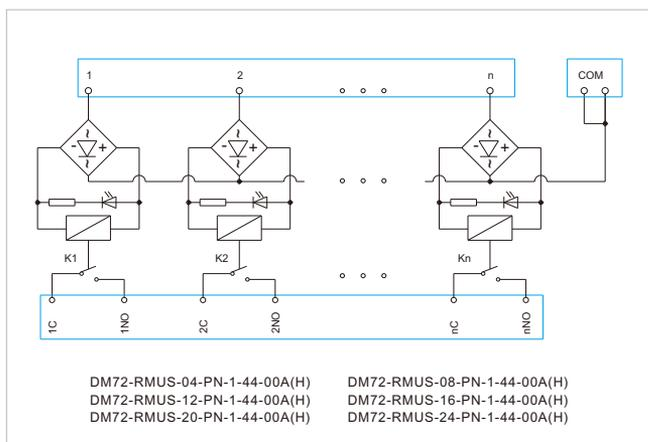 1 2 n COM
~ ~ ~
- + - + - +
~ ~ ~
K1 K2 Kn
1C 1NO 2C 2NO nC nNO
DM72-RMUS-04-PN-1-44-00A(H) DM72-RMUS-08-PN-1-44-00A(H)
DM72-RMUS-12-PN-1-44-00A(H) DM72-RMUS-16-PN-1-44-00A(H)
DM72-RMUS-20-PN-1-44-00A(H) DM72-RMUS-24-PN-1-44-00A(H)